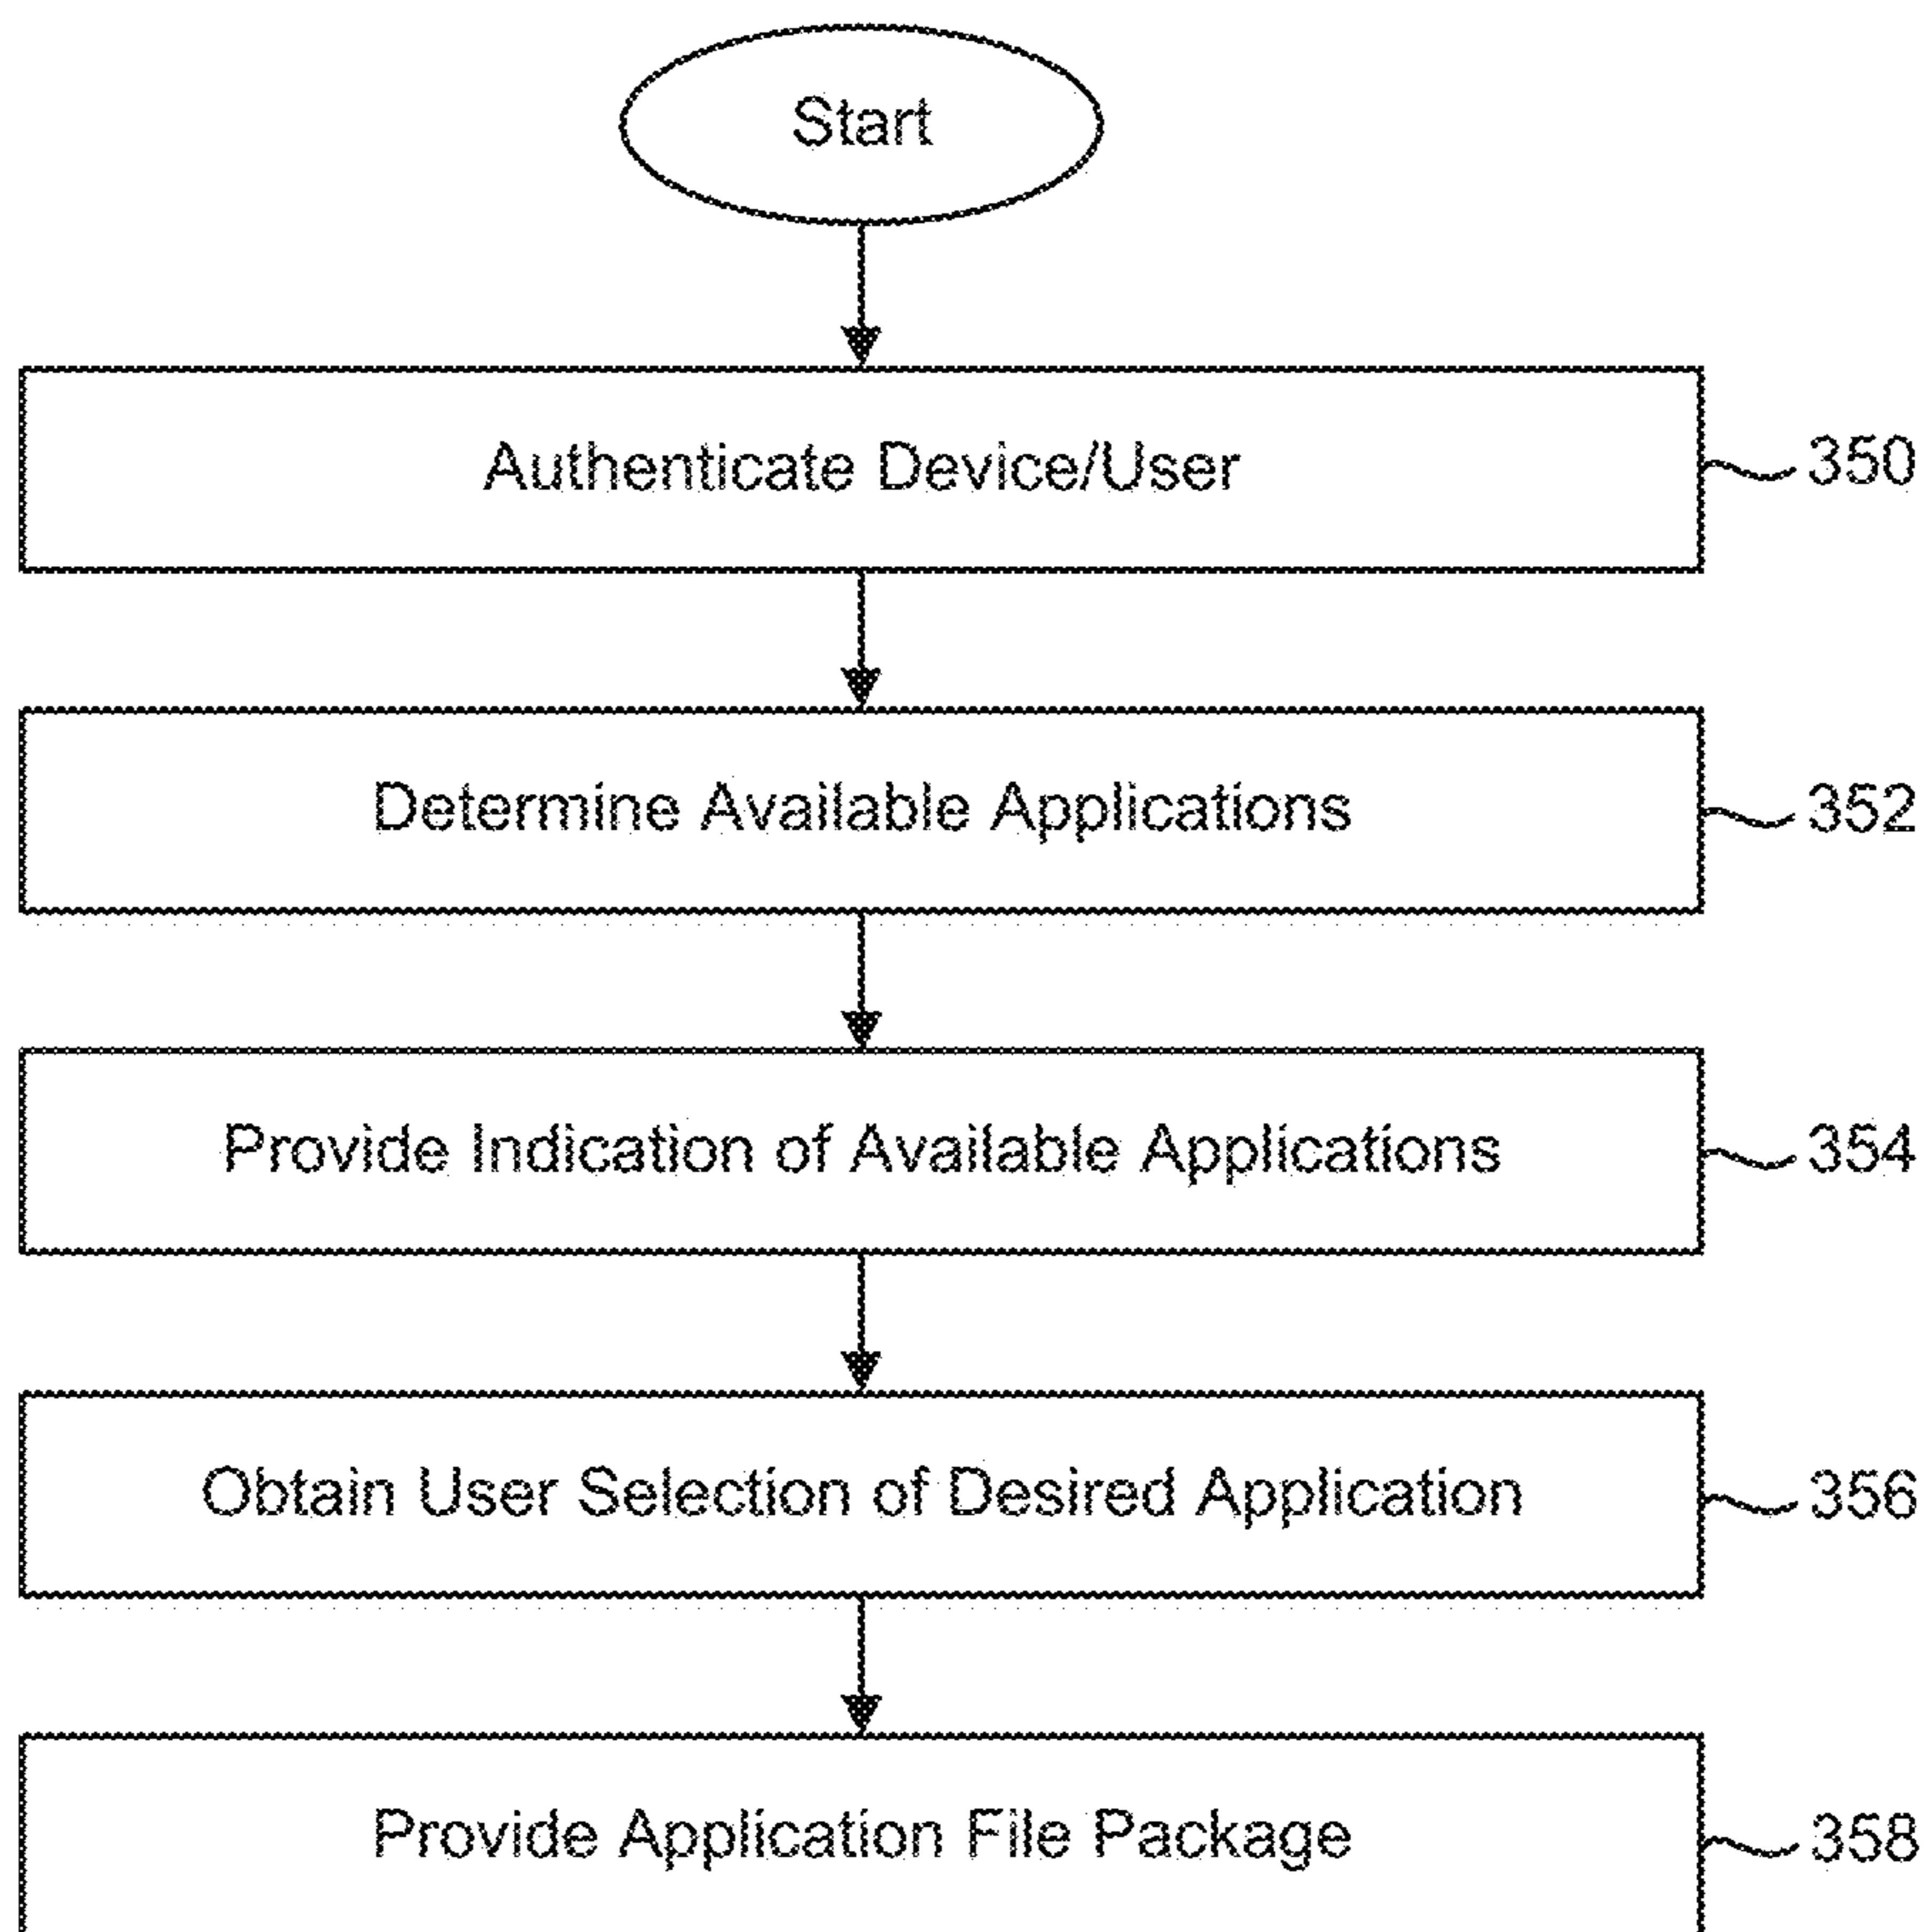 Start
Authenticate Device/User
350
Determine Available Applications
352
Provide Indication of Available Applications
354
Obtain User Selection of Desired Application
356
Provide Application File Package
358